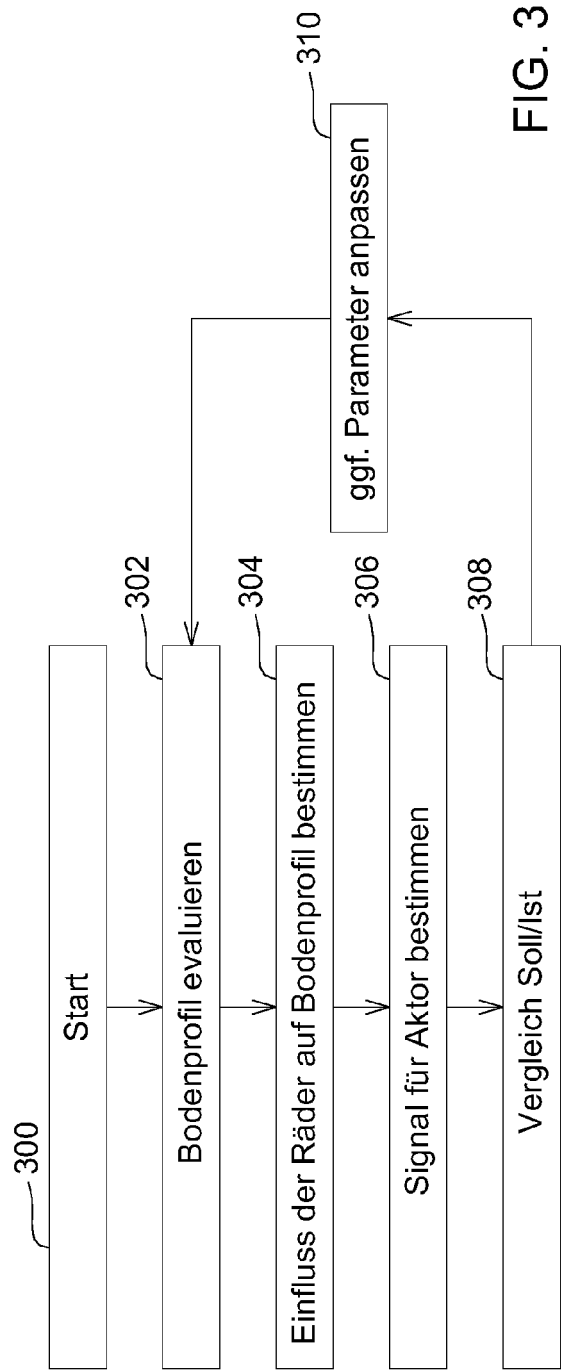 300
Start
302
Bodenprofil evaluieren
304
Einfluss der Räder auf Bodenprofil bestimmen
306
Signal für Aktor bestimmen
308
Vergleich Soll/Ist
310
ggf. Parameter anpassen
FIG. 3